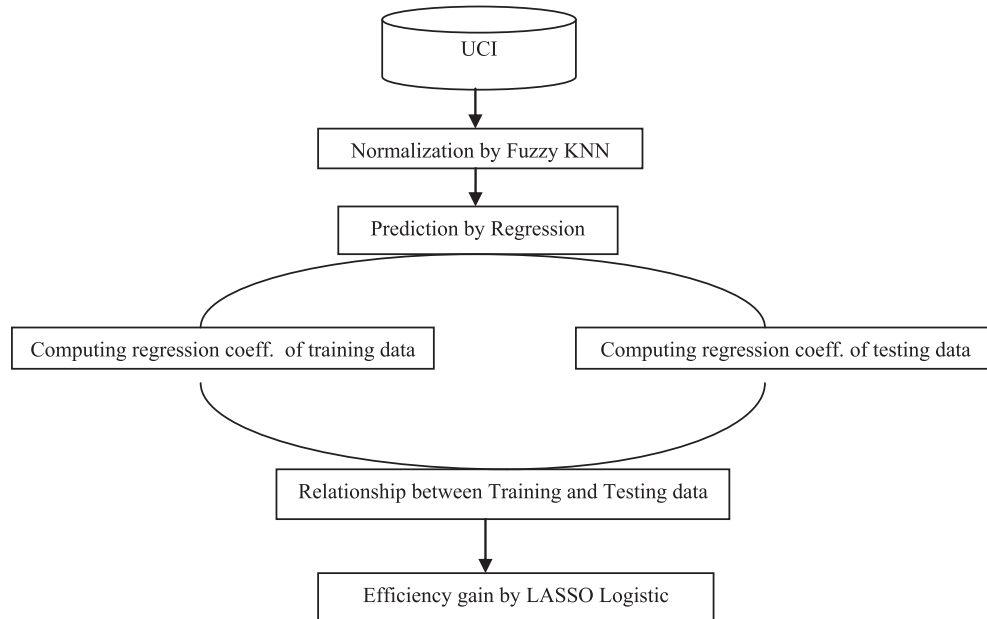 UCI
Normalization by Fuzzy KNN
Prediction by Regression
Computing regression coeff. of training data
Computing regression coeff. of testing data
Relationship between Training and Testing data
Efficiency gain by LASSO Logistic